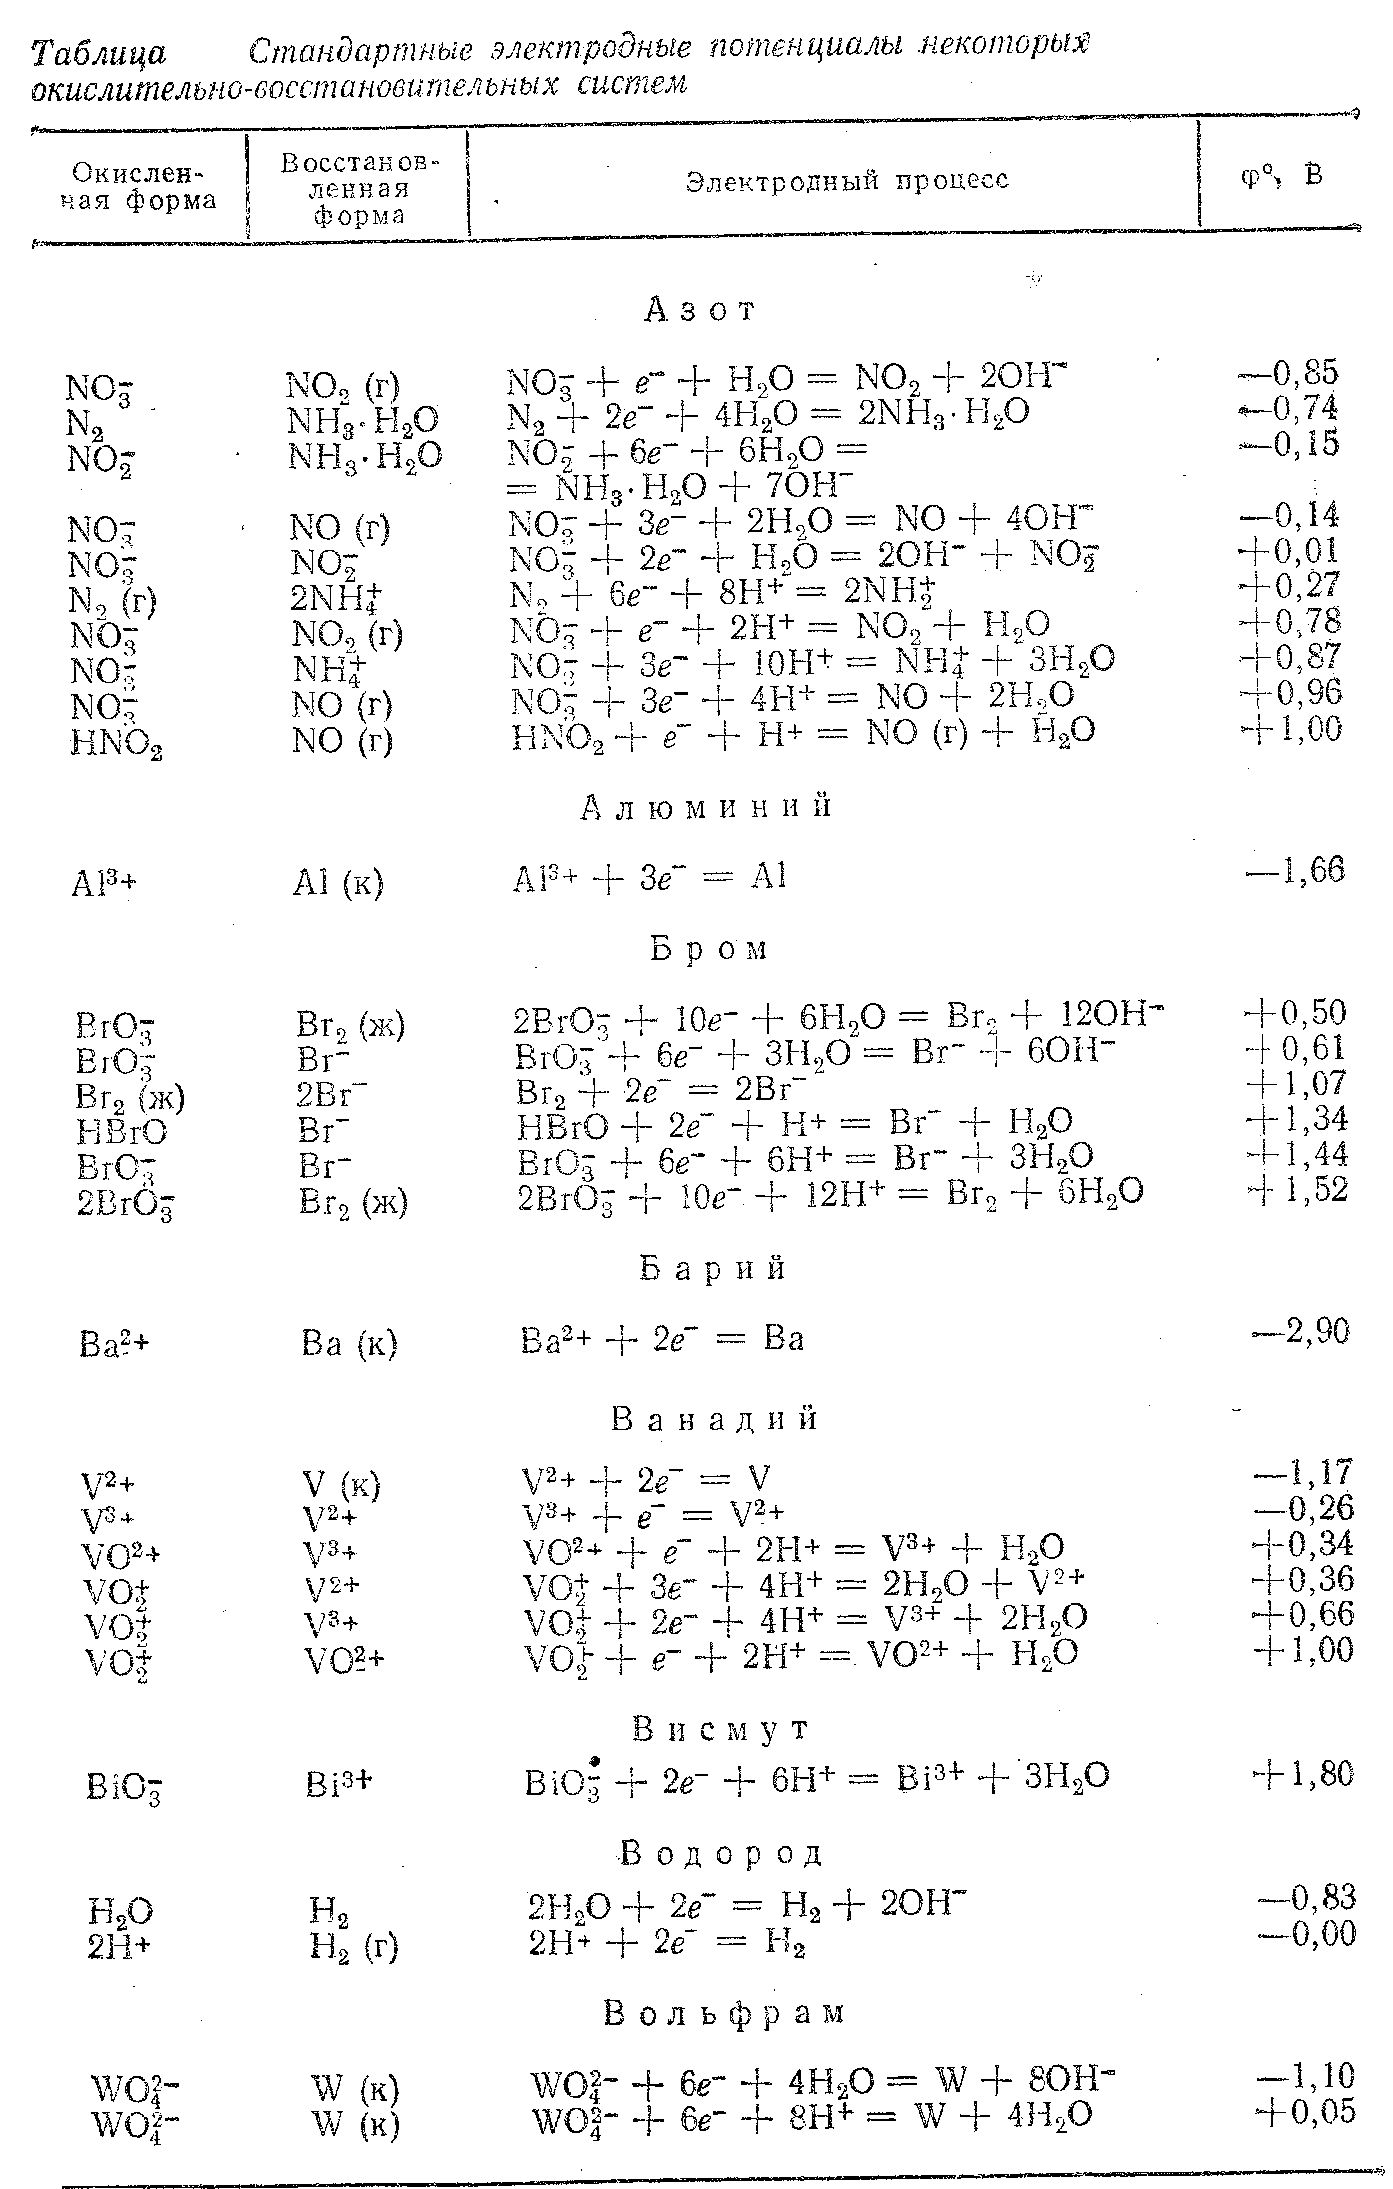 Таблица Стандартные электродные потенциалы некоторых
окислительно-восстановительных систем
Окислен-
ная форма
Восстанов-
ленная
форма
Электродный процесс
φ°, В
Азот
NO₃⁻ NO₂ (г) NO₃⁻ + e⁻ + H₂O = NO₂ + 2OH⁻ —0,85
N₂ NH₃·H₂O N₂ + 2e⁻ + 4H₂O = 2NH₃·H₂O —0,74
NO₂⁻ NH₃·H₂O NO₂⁻ + 6e⁻ + 6H₂O = —0,15
= NH₃·H₂O + 7OH⁻
NO₃⁻ NO (г) NO₃⁻ + 3e⁻ + 2H₂O = NO + 4OH⁻ —0,14
NO₃⁻ NO₂⁻ NO₃⁻ + 2e⁻ + H₂O = 2OH⁻ + NO₂⁻ +0,01
N₂ (г) 2NH₄⁺ N₂ + 6e⁻ + 8H⁺ = 2NH₂⁺ +0,27
NO₃⁻ NO₂ (г) NO₃⁻ + e⁻ + 2H⁺ = NO₂ + H₂O +0,78
NO₃⁻ NH₄⁺ NO₃⁻ + 3e⁻ + 10H⁺ = NH₄⁺ + 3H₂O +0,87
NO₃⁻ NO (г) NO₃⁻ + 3e⁻ + 4H⁺ = NO + 2H₂O +0,96
HNO₂ NO (г) HNO₂ + e⁻ + H⁺ = NO (г) + H₂O +1,00
Алюминий
Al³⁺ Al (к) Al³⁺ + 3e⁻ = Al —1,66
Бром
BrO₃⁻ Br₂ (ж) 2BrO₃⁻ + 10e⁻ + 6H₂O = Br₂ + 12OH⁻ +0,50
BrO₃⁻ Br⁻ BrO₃⁻ + 6e⁻ + 3H₂O = Br⁻ + 6OH⁻ +0,61
Br₂ (ж) 2Br⁻ Br₂ + 2e⁻ = 2Br⁻ +1,07
HBrO Br⁻ HBrO + 2e⁻ + H⁺ = Br⁻ + H₂O +1,34
BrO₃⁻ Br⁻ BrO₃⁻ + 6e⁻ + 6H⁺ = Br⁻ + 3H₂O +1,44
2BrO₃⁻ Br₂ (ж) 2BrO₃⁻ + 10e⁻ + 12H⁺ = Br₂ + 6H₂O +1,52
Барий
Ba²⁺ Ba (к) Ba²⁺ + 2e⁻ = Ba —2,90
Ванадий
V²⁺ V (к) V²⁺ + 2e⁻ = V —1,17
V³⁺ V²⁺ V³⁺ + e⁻ = V²⁺ —0,26
VO²⁺ V³⁺ VO²⁺ + e⁻ + 2H⁺ = V³⁺ + H₂O +0,34
VO₂⁺ V²⁺ VO₂⁺ + 3e⁻ + 4H⁺ = 2H₂O + V²⁺ +0,36
VO₂⁺ V³⁺ VO₂⁺ + 2e⁻ + 4H⁺ = V³⁺ + 2H₂O +0,66
VO₂⁺ VO²⁺ VO₂⁺ + e⁻ + 2H⁺ = VO²⁺ + H₂O +1,00
Висмут
BiO₃⁻ Bi³⁺ BiO₃⁻ + 2e⁻ + 6H⁺ = Bi³⁺ + 3H₂O +1,80
Водород
H₂O H₂ 2H₂O + 2e⁻ = H₂ + 2OH⁻ —0,83
2H⁺ H₂ (г) 2H⁺ + 2e⁻ = H₂ —0,00
Вольфрам
WO₄²⁻ W (к) WO₄²⁻ + 6e⁻ + 4H₂O = W + 8OH⁻ —1,10
WO₄²⁻ W (к) WO₄²⁻ + 6e⁻ + 8H⁺ = W + 4H₂O +0,05